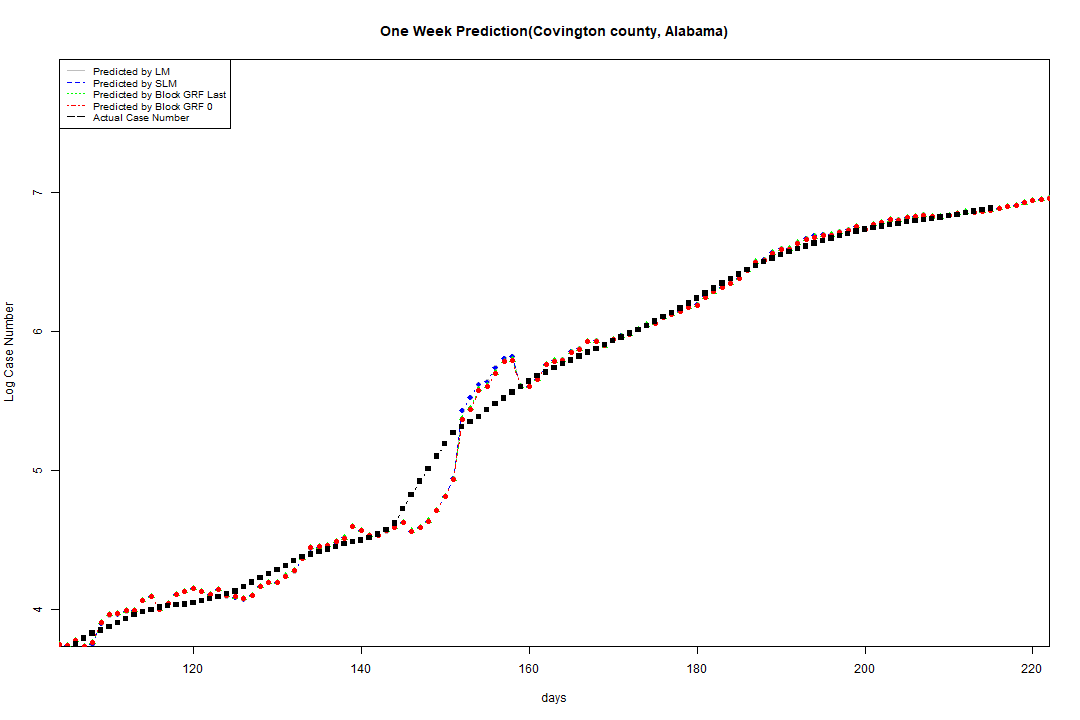 One Week Prediction(Covington county, Alabama)
Predicted by LM
Predicted by SLM
Predicted by Block GRF Last
Predicted by Block GRF 0
Actual Case Number
7
6
5
4
Log Case Number
120 140 160 180 200 220
days